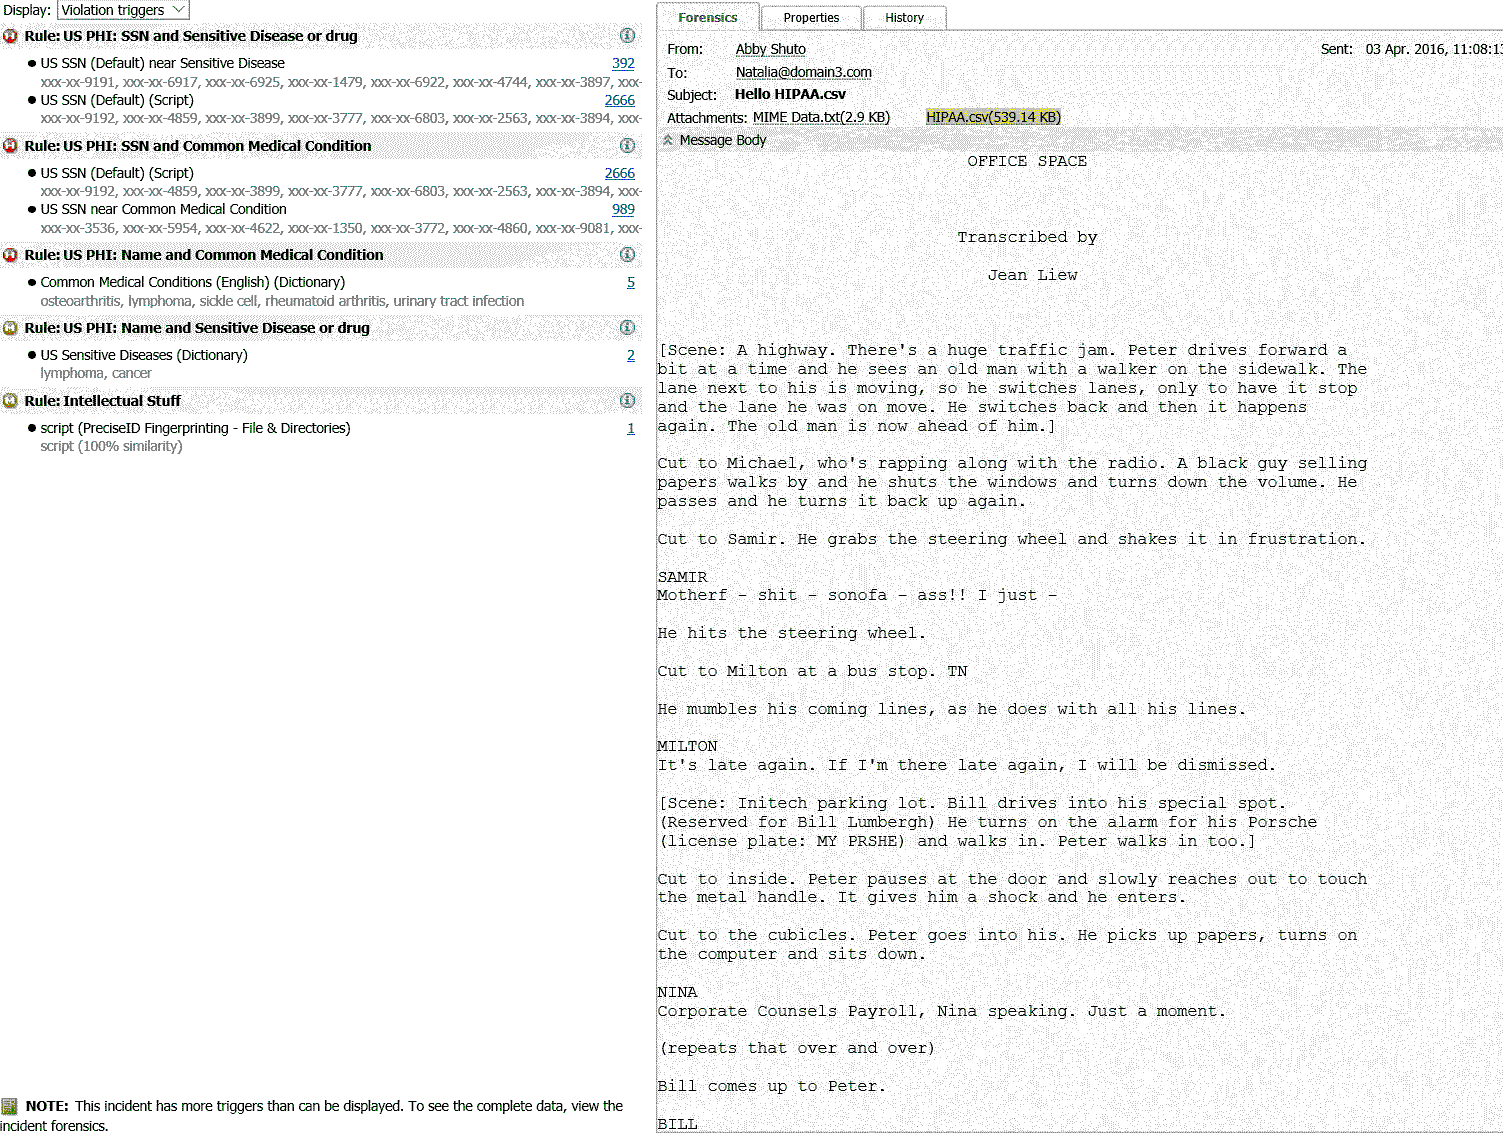 Display: Violation triggers
Rule: US PHI: SSN and Sensitive Disease or drug
US SSN (Default) near Sensitive Disease 392
xxx-xx-9191, xxx-xx-6917, xxx-xx-6925, xxx-xx-1479, xxx-xx-6922, xxx-xx-4744, xxx-xx-3897, xxx-
US SSN (Default) (Script) 2666
xxx-xx-9192, xxx-xx-4859, xxx-xx-3899, xxx-xx-3777, xxx-xx-6803, xxx-xx-2563, xxx-xx-3894, xxx-
Rule: US PHI: SSN and Common Medical Condition
US SSN (Default) (Script) 2666
xxx-xx-9192, xxx-xx-4859, xxx-xx-3899, xxx-xx-3777, xxx-xx-6803, xxx-xx-2563, xxx-xx-3894, xxx-
US SSN near Common Medical Condition 989
xxx-xx-3536, xxx-xx-5954, xxx-xx-4622, xxx-xx-1350, xxx-xx-3772, xxx-xx-4860, xxx-xx-9081, xxx-
Rule: US PHI: Name and Common Medical Condition
Common Medical Conditions (English) (Dictionary) 5
osteoarthritis, lymphoma, sickle cell, rheumatoid arthritis, urinary tract infection
Rule: US PHI: Name and Sensitive Disease or drug
US Sensitive Diseases (Dictionary) 2
lymphoma, cancer
Rule: Intellectual Stuff
script (PreciseID Fingerprinting - File & Directories) 1
script (100% similarity)
NOTE: This incident has more triggers than can be displayed. To see the complete data, view the
incident forensics.
Forensics Properties History
From: Abby Shuto Sent: 03 Apr. 2016, 11:08:13
To: Natalia@domain3.com
Subject: Hello HIPAA.csv
Attachments: MIME Data.txt(2.9 KB) HIPAA.csv(539.14 KB)
Message Body
OFFICE SPACE
Transcribed by
Jean Liew
[Scene: A highway. There's a huge traffic jam. Peter drives forward a
bit at a time and he sees an old man with a walker on the sidewalk. The
lane next to his is moving, so he switches lanes, only to have it stop
and the lane he was on move. He switches back and then it happens
again. The old man is now ahead of him.]
Cut to Michael, who's rapping along with the radio. A black guy selling
papers walks by and he shuts the windows and turns down the volume. He
passes and he turns it back up again.
Cut to Samir. He grabs the steering wheel and shakes it in frustration.
SAMIR
Motherf - shit - sonofa - ass!! I just -
He hits the steering wheel.
Cut to Milton at a bus stop. TN
He mumbles his coming lines, as he does with all his lines.
MILTON
It's late again. If I'm there late again, I will be dismissed.
[Scene: Initech parking lot. Bill drives into his special spot.
(Reserved for Bill Lumbergh) He turns on the alarm for his Porsche
(license plate: MY PRSHE) and walks in. Peter walks in too.]
Cut to inside. Peter pauses at the door and slowly reaches out to touch
the metal handle. It gives him a shock and he enters.
Cut to the cubicles. Peter goes into his. He picks up papers, turns on
the computer and sits down.
NINA
Corporate Counsels Payroll, Nina speaking. Just a moment.
(repeats that over and over)
Bill comes up to Peter.
BILL